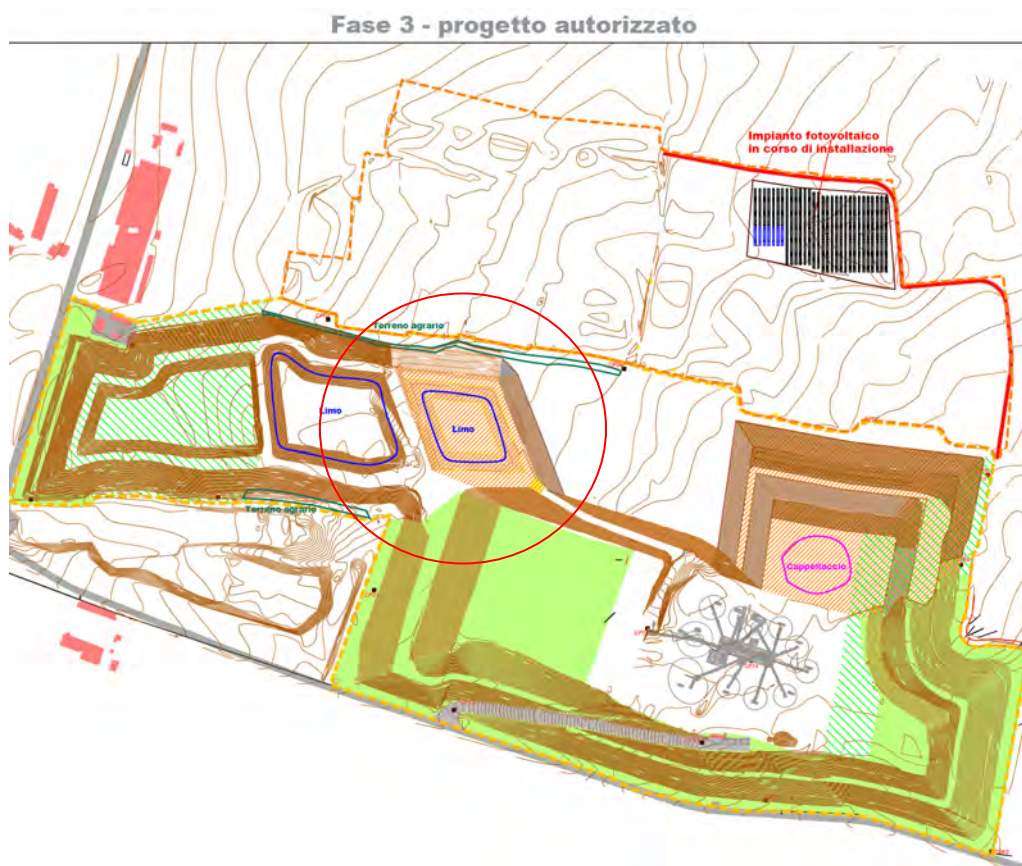 Fase 3 - progetto autorizzato
Impianto fotovoltaico
in corso di installazione
Terreno agrario
Limo
Limo
Terreno agrario
Cappellaccio